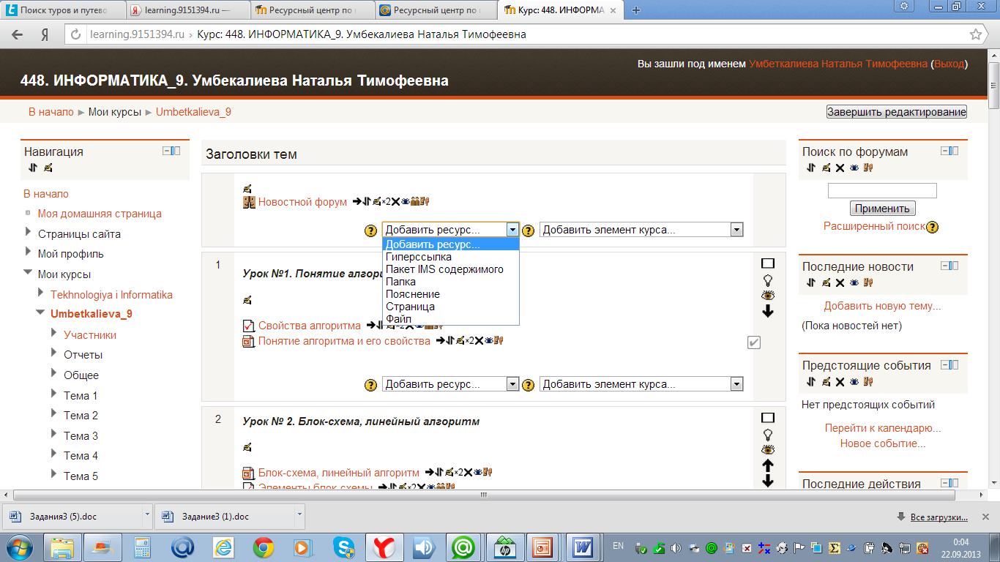 Поиск туров и путево
learning.9151394.ru —
Ресурсный центр по
Ресурсный центр по
Курс: 448. ИНФОРМА
learning.9151394.ru › Курс: 448. ИНФОРМАТИКА_9. Умбекалиева Наталья Тимофеевна
Вы зашли под именем Умбеткалиева Наталья Тимофеевна (Выход)
448. ИНФОРМАТИКА_9. Умбекалиева Наталья Тимофеевна
В начало ► Мои курсы ► Umbetkalieva_9
Завершить редактирование
Навигация
В начало
Моя домашняя страница
Страницы сайта
Мой профиль
Мои курсы
Tekhnologiya i Informatika
Umbetkalieva_9
Участники
Отчеты
Общее
Тема 1
Тема 2
Тема 3
Тема 4
Тема 5
Заголовки тем
Новостной форум
×2
Добавить ресурс...
Добавить элемент курса...
Добавить ресурс...
Гиперссылка
Пакет IMS содержимого
Папка
Пояснение
Страница
Файл
1
Урок №1. Понятие алгори
Свойства алгоритма
Понятие алгоритма и его свойства
×2
Добавить ресурс...
Добавить элемент курса...
2
Урок № 2. Блок-схема, линейный алгоритм
Блок-схема, линейный алгоритм
×2
Элементы блок-схемы
×2
Поиск по форумам
Применить
Расширенный поиск
Последние новости
Добавить новую тему...
(Пока новостей нет)
Предстоящие события
Нет предстоящих событий
Перейти к календарю...
Новое событие...
Последние действия
Задания3 (5).doc
Задание3 (1).doc
Все загрузки...
EN
0:04
22.09.2013